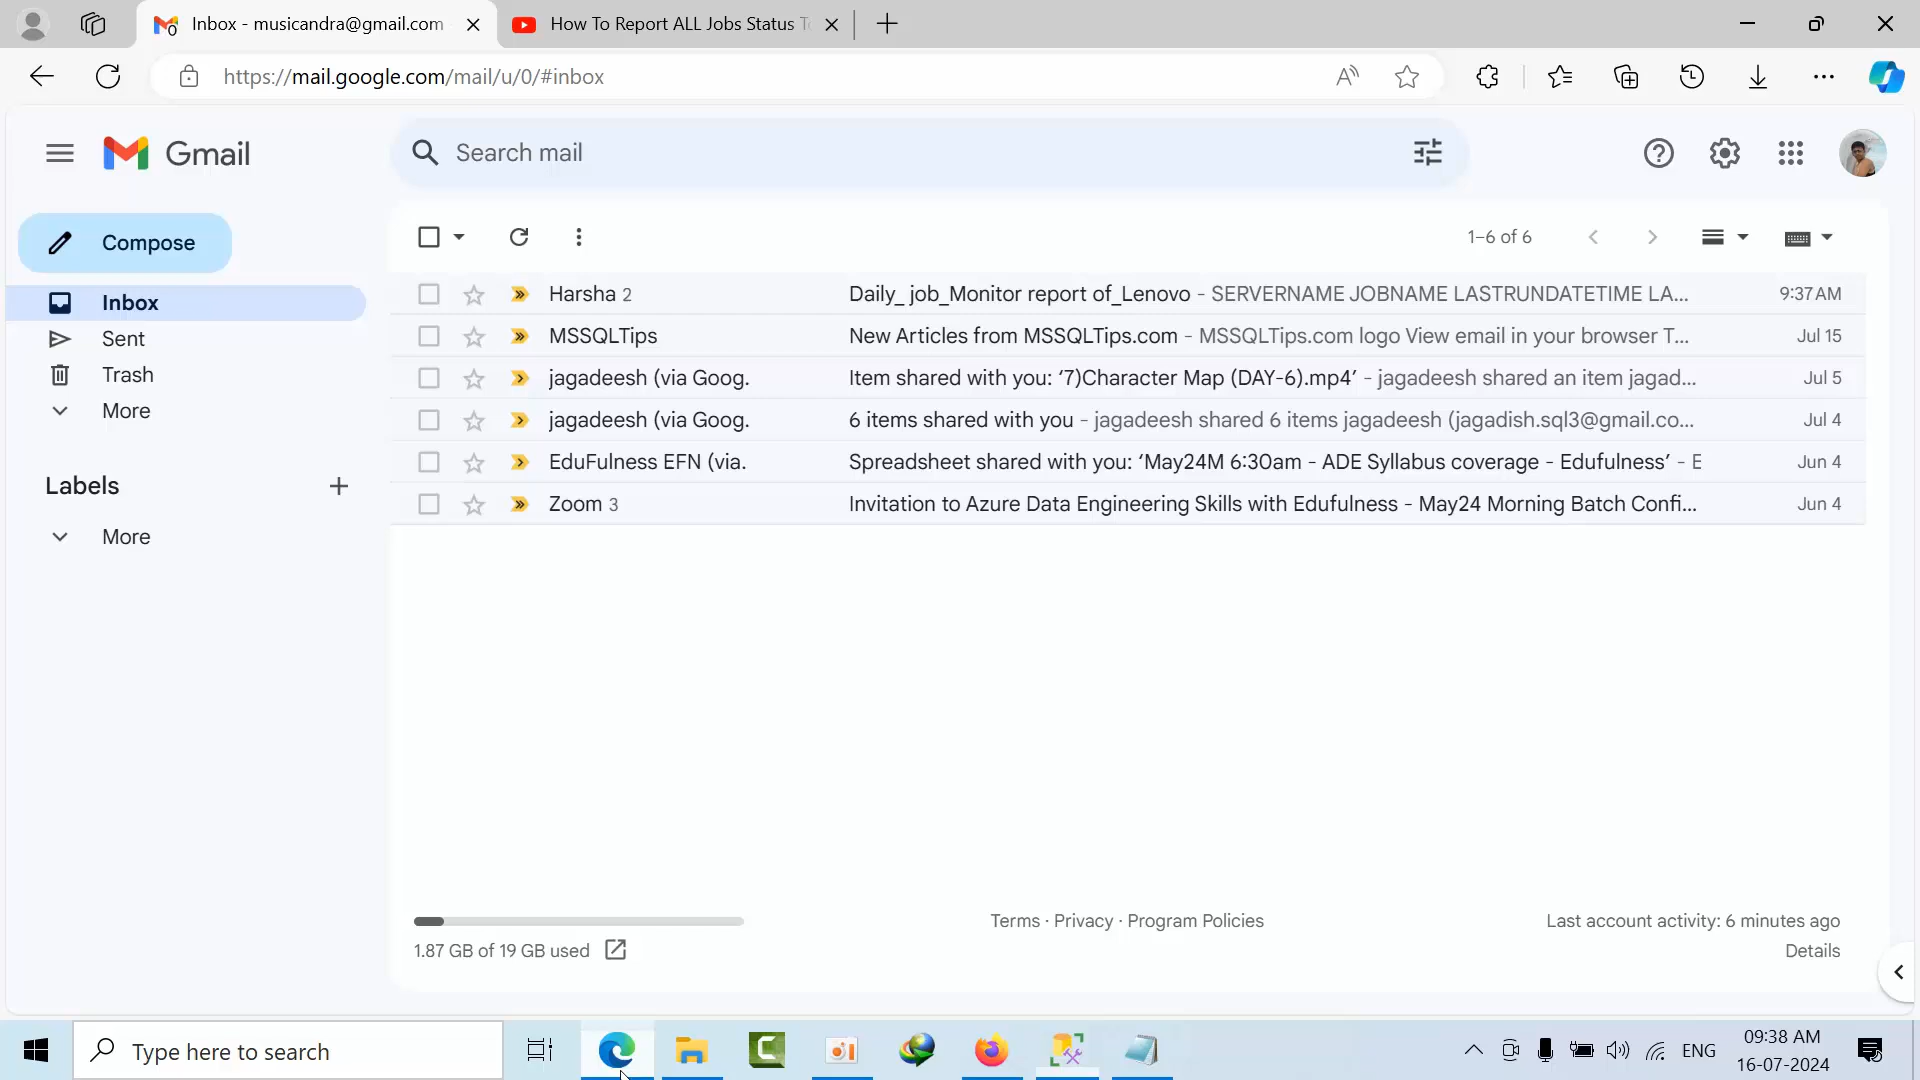 Inbox - musicandra@gmail.com
How To Report ALL Jobs Status
https://mail.google.com/mail/u/0/#inbox
Gmail
Search mail
Compose
1–6 of 6
Inbox
Sent
Trash
More
Labels
More
Harsha 2 Daily_ job_Monitor report of_Lenovo - SERVERNAME JOBNAME LASTRUNDATETIME LA... 9:37 AM
MSSQLTips New Articles from MSSQLTips.com - MSSQLTips.com logo View email in your browser T... Jul 15
jagadeesh (via Goog. Item shared with you: ‘7)Character Map (DAY-6).mp4’ - jagadeesh shared an item jagad... Jul 5
jagadeesh (via Goog. 6 items shared with you - jagadeesh shared 6 items jagadeesh (jagadish.sql3@gmail.co... Jul 4
EduFulness EFN (via. Spreadsheet shared with you: ‘May24M 6:30am - ADE Syllabus coverage - Edufulness’ - E Jun 4
Zoom 3 Invitation to Azure Data Engineering Skills with Edufulness - May24 Morning Batch Confi... Jun 4
1.87 GB of 19 GB used
Terms · Privacy · Program Policies
Last account activity: 6 minutes ago
Details
Type here to search
ENG
09:38 AM
16-07-2024